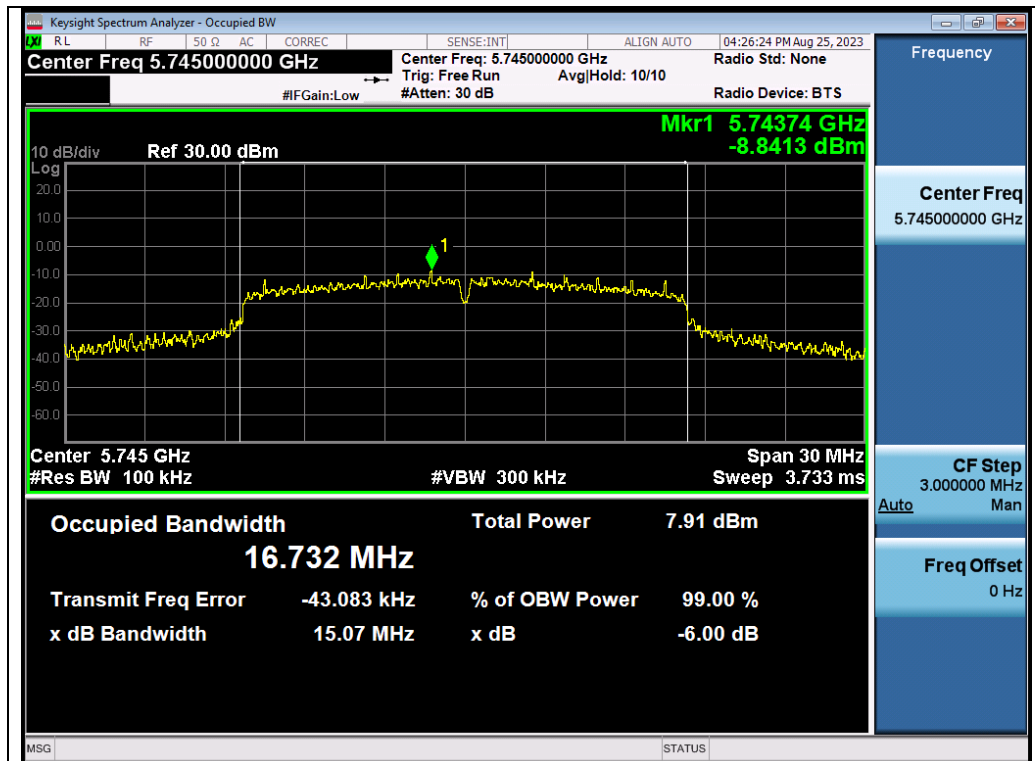 Keysight Spectrum Analyzer - Occupied BW
LXI RL RF 50 Ω AC CORREC SENSE:INT ALIGN AUTO 04:26:24 PM Aug 25, 2023
Center Freq 5.745000000 GHz Center Freq: 5.745000000 GHz Radio Std: None
Trig: Free Run Avg|Hold: 10/10
#IFGain:Low #Atten: 30 dB Radio Device: BTS
Mkr1 5.74374 GHz
-8.8413 dBm
10 dB/div Ref 30.00 dBm
Log
20.0
10.0
0.00
-10.0
-20.0
-30.0
-40.0
-50.0
-60.0
1
Center 5.745 GHz Span 30 MHz
#Res BW 100 kHz #VBW 300 kHz Sweep 3.733 ms
Occupied Bandwidth Total Power 7.91 dBm
16.732 MHz
Transmit Freq Error -43.083 kHz % of OBW Power 99.00 %
x dB Bandwidth 15.07 MHz x dB -6.00 dB
MSG STATUS
Frequency
Center Freq
5.745000000 GHz
CF Step
3.000000 MHz
Auto Man
Freq Offset
0 Hz